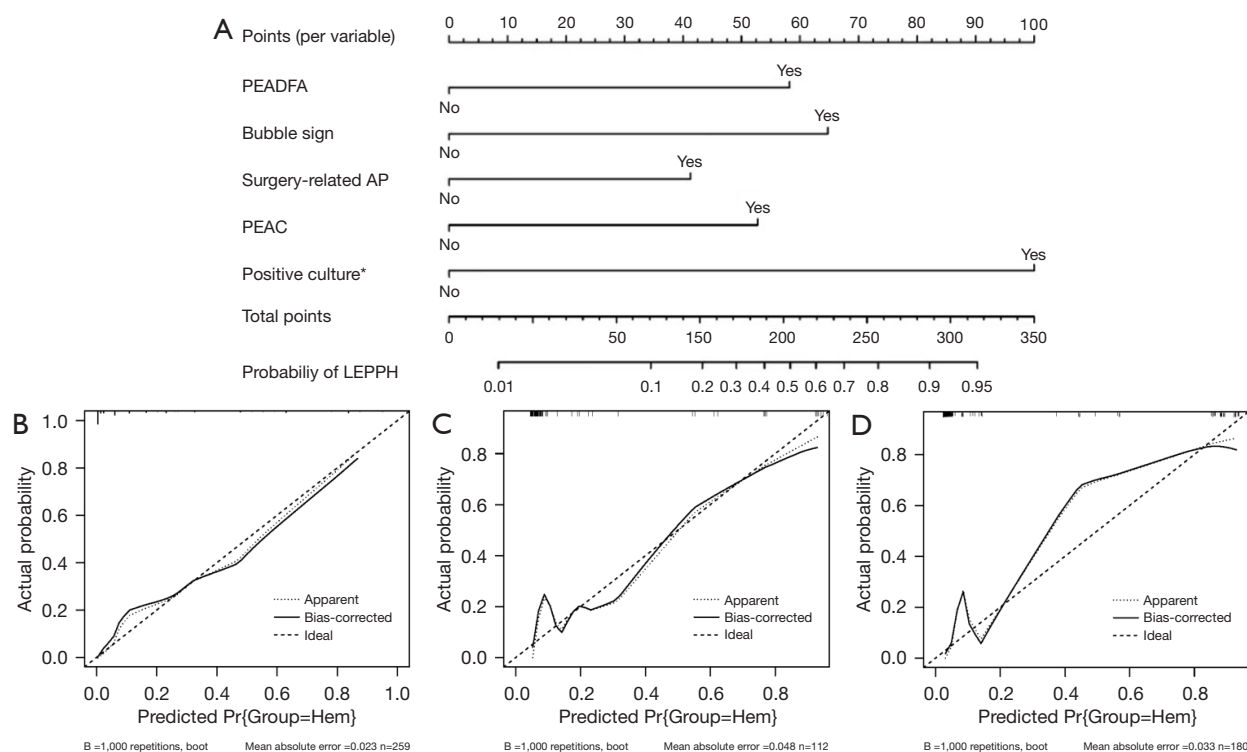 A
Points (per variable)
0 10 20 30 40 50 60 70 80 90 100
PEADFA
Yes
No
Bubble sign
Yes
No
Surgery-related AP
Yes
No
PEAC
Yes
No
Positive culture*
Yes
No
Total points
0 50 150 200 250 300 350
Probabiliy of LEPPH
0.01 0.1 0.2 0.3 0.4 0.5 0.6 0.7 0.8 0.9 0.95
B
Actual probability
1.0
0.8
0.6
0.4
0.2
0.0
Apparent
Bias-corrected
Ideal
0.0 0.2 0.4 0.6 0.8 1.0
Predicted Pr{Group=Hem}
B =1,000 repetitions, boot Mean absolute error =0.023 n=259
C
Actual probability
0.8
0.6
0.4
0.2
0.0
Apparent
Bias-corrected
Ideal
0.0 0.2 0.4 0.6 0.8
Predicted Pr{Group=Hem}
B =1,000 repetitions, boot Mean absolute error =0.048 n=112
D
Actual probability
0.8
0.6
0.4
0.2
0.0
Apparent
Bias-corrected
Ideal
0.0 0.2 0.4 0.6 0.8
Predicted Pr{Group=Hem}
B =1,000 repetitions, boot Mean absolute error =0.033 n=160